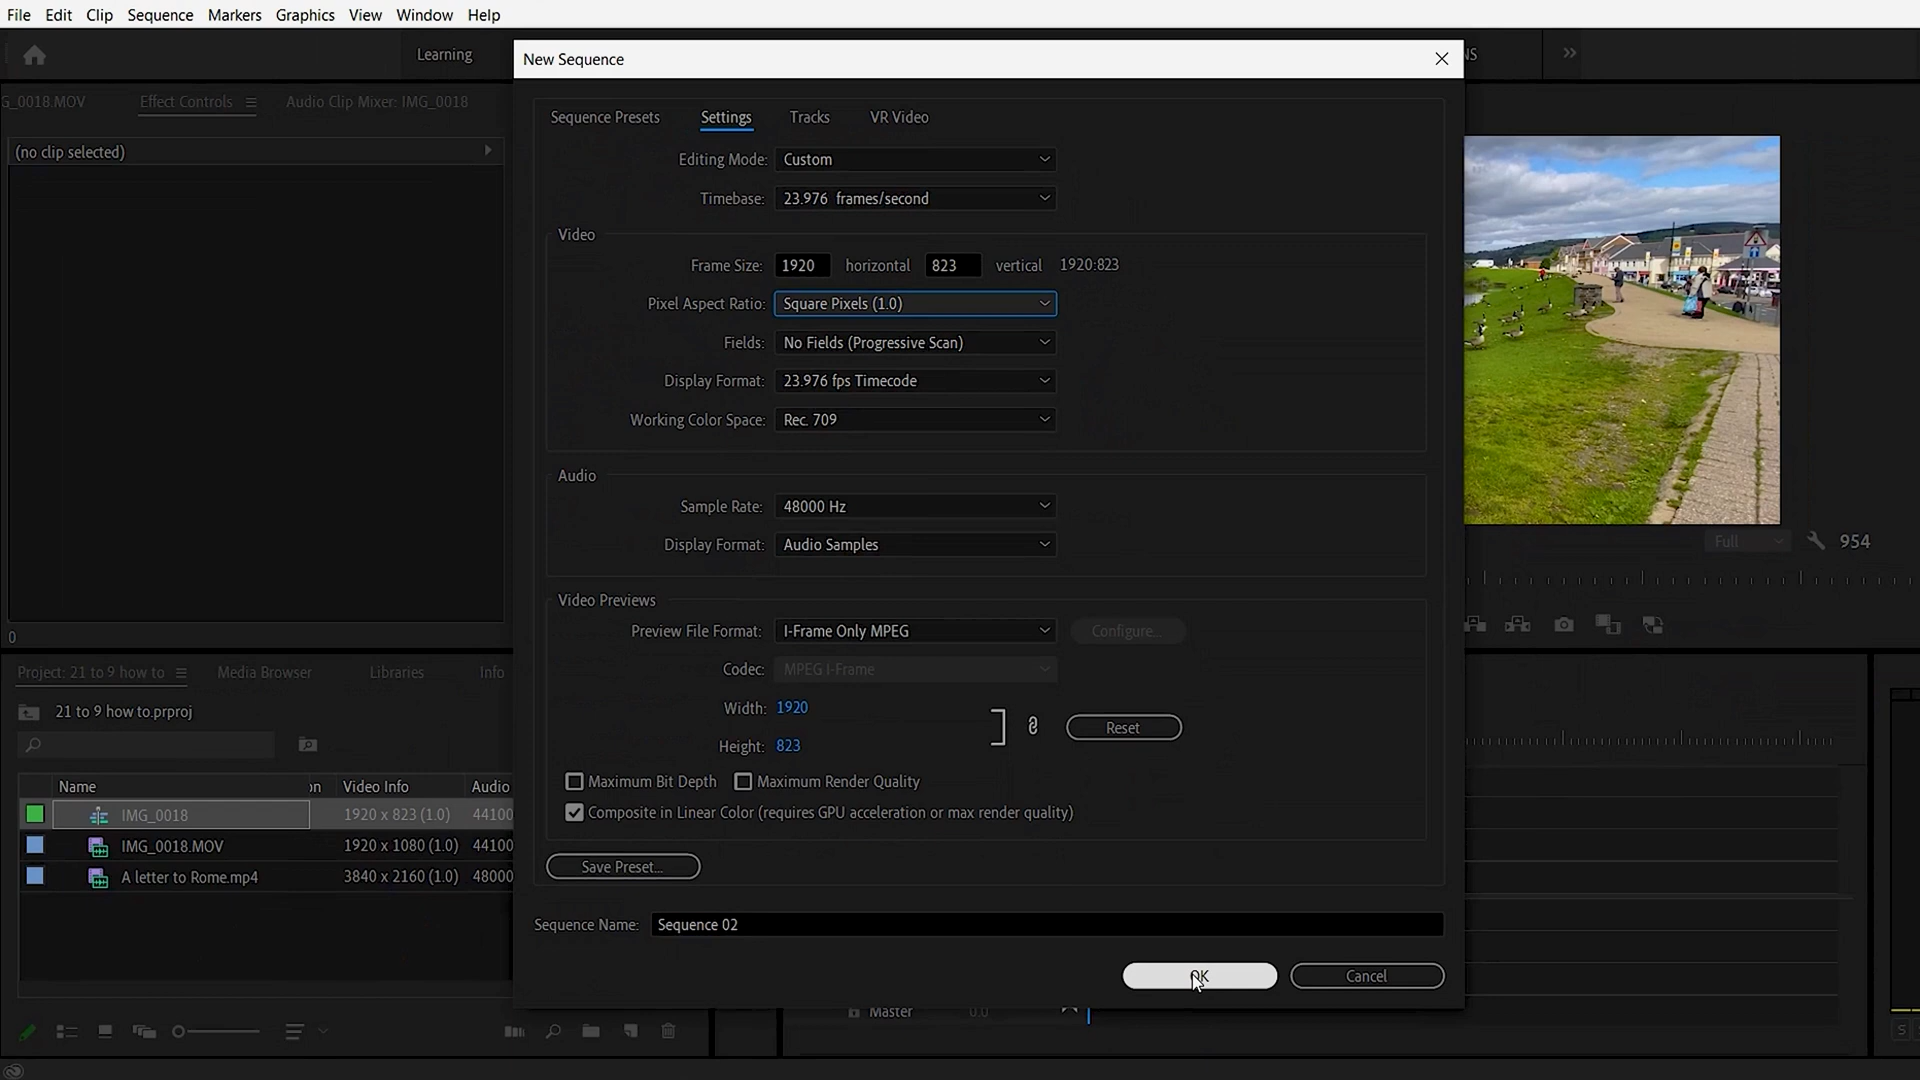 File Edit Clip Sequence Markers Graphics View Window Help
Learning
New Sequence
NS
G_0018.MOV Effect Controls Audio Clip Mixer: IMG_0018
(no clip selected)
Sequence Presets Settings Tracks VR Video
Editing Mode: Custom
Timebase: 23.976 frames/second
Video
Frame Size: 1920 horizontal 823 vertical 1920:823
Pixel Aspect Ratio: Square Pixels (1.0)
Fields: No Fields (Progressive Scan)
Display Format: 23.976 fps Timecode
Working Color Space: Rec. 709
Audio
Sample Rate: 48000 Hz
Display Format: Audio Samples
Full 954
Video Previews
Preview File Format: I-Frame Only MPEG Configure...
Codec: MPEG I-Frame
Width: 1920
Height: 823
Reset
Maximum Bit Depth Maximum Render Quality
Composite in Linear Color (requires GPU acceleration or max render quality)
Save Preset...
Sequence Name: Sequence 02
OK Cancel
0
Project: 21 to 9 how to Media Browser Libraries Info
21 to 9 how to.prproj
Name on Video Info Audio
IMG_0018 1920 x 823 (1.0) 44100
IMG_0018.MOV 1920 x 1080 (1.0) 44100
A letter to Rome.mp4 3840 x 2160 (1.0) 48000
Master 0.0
S